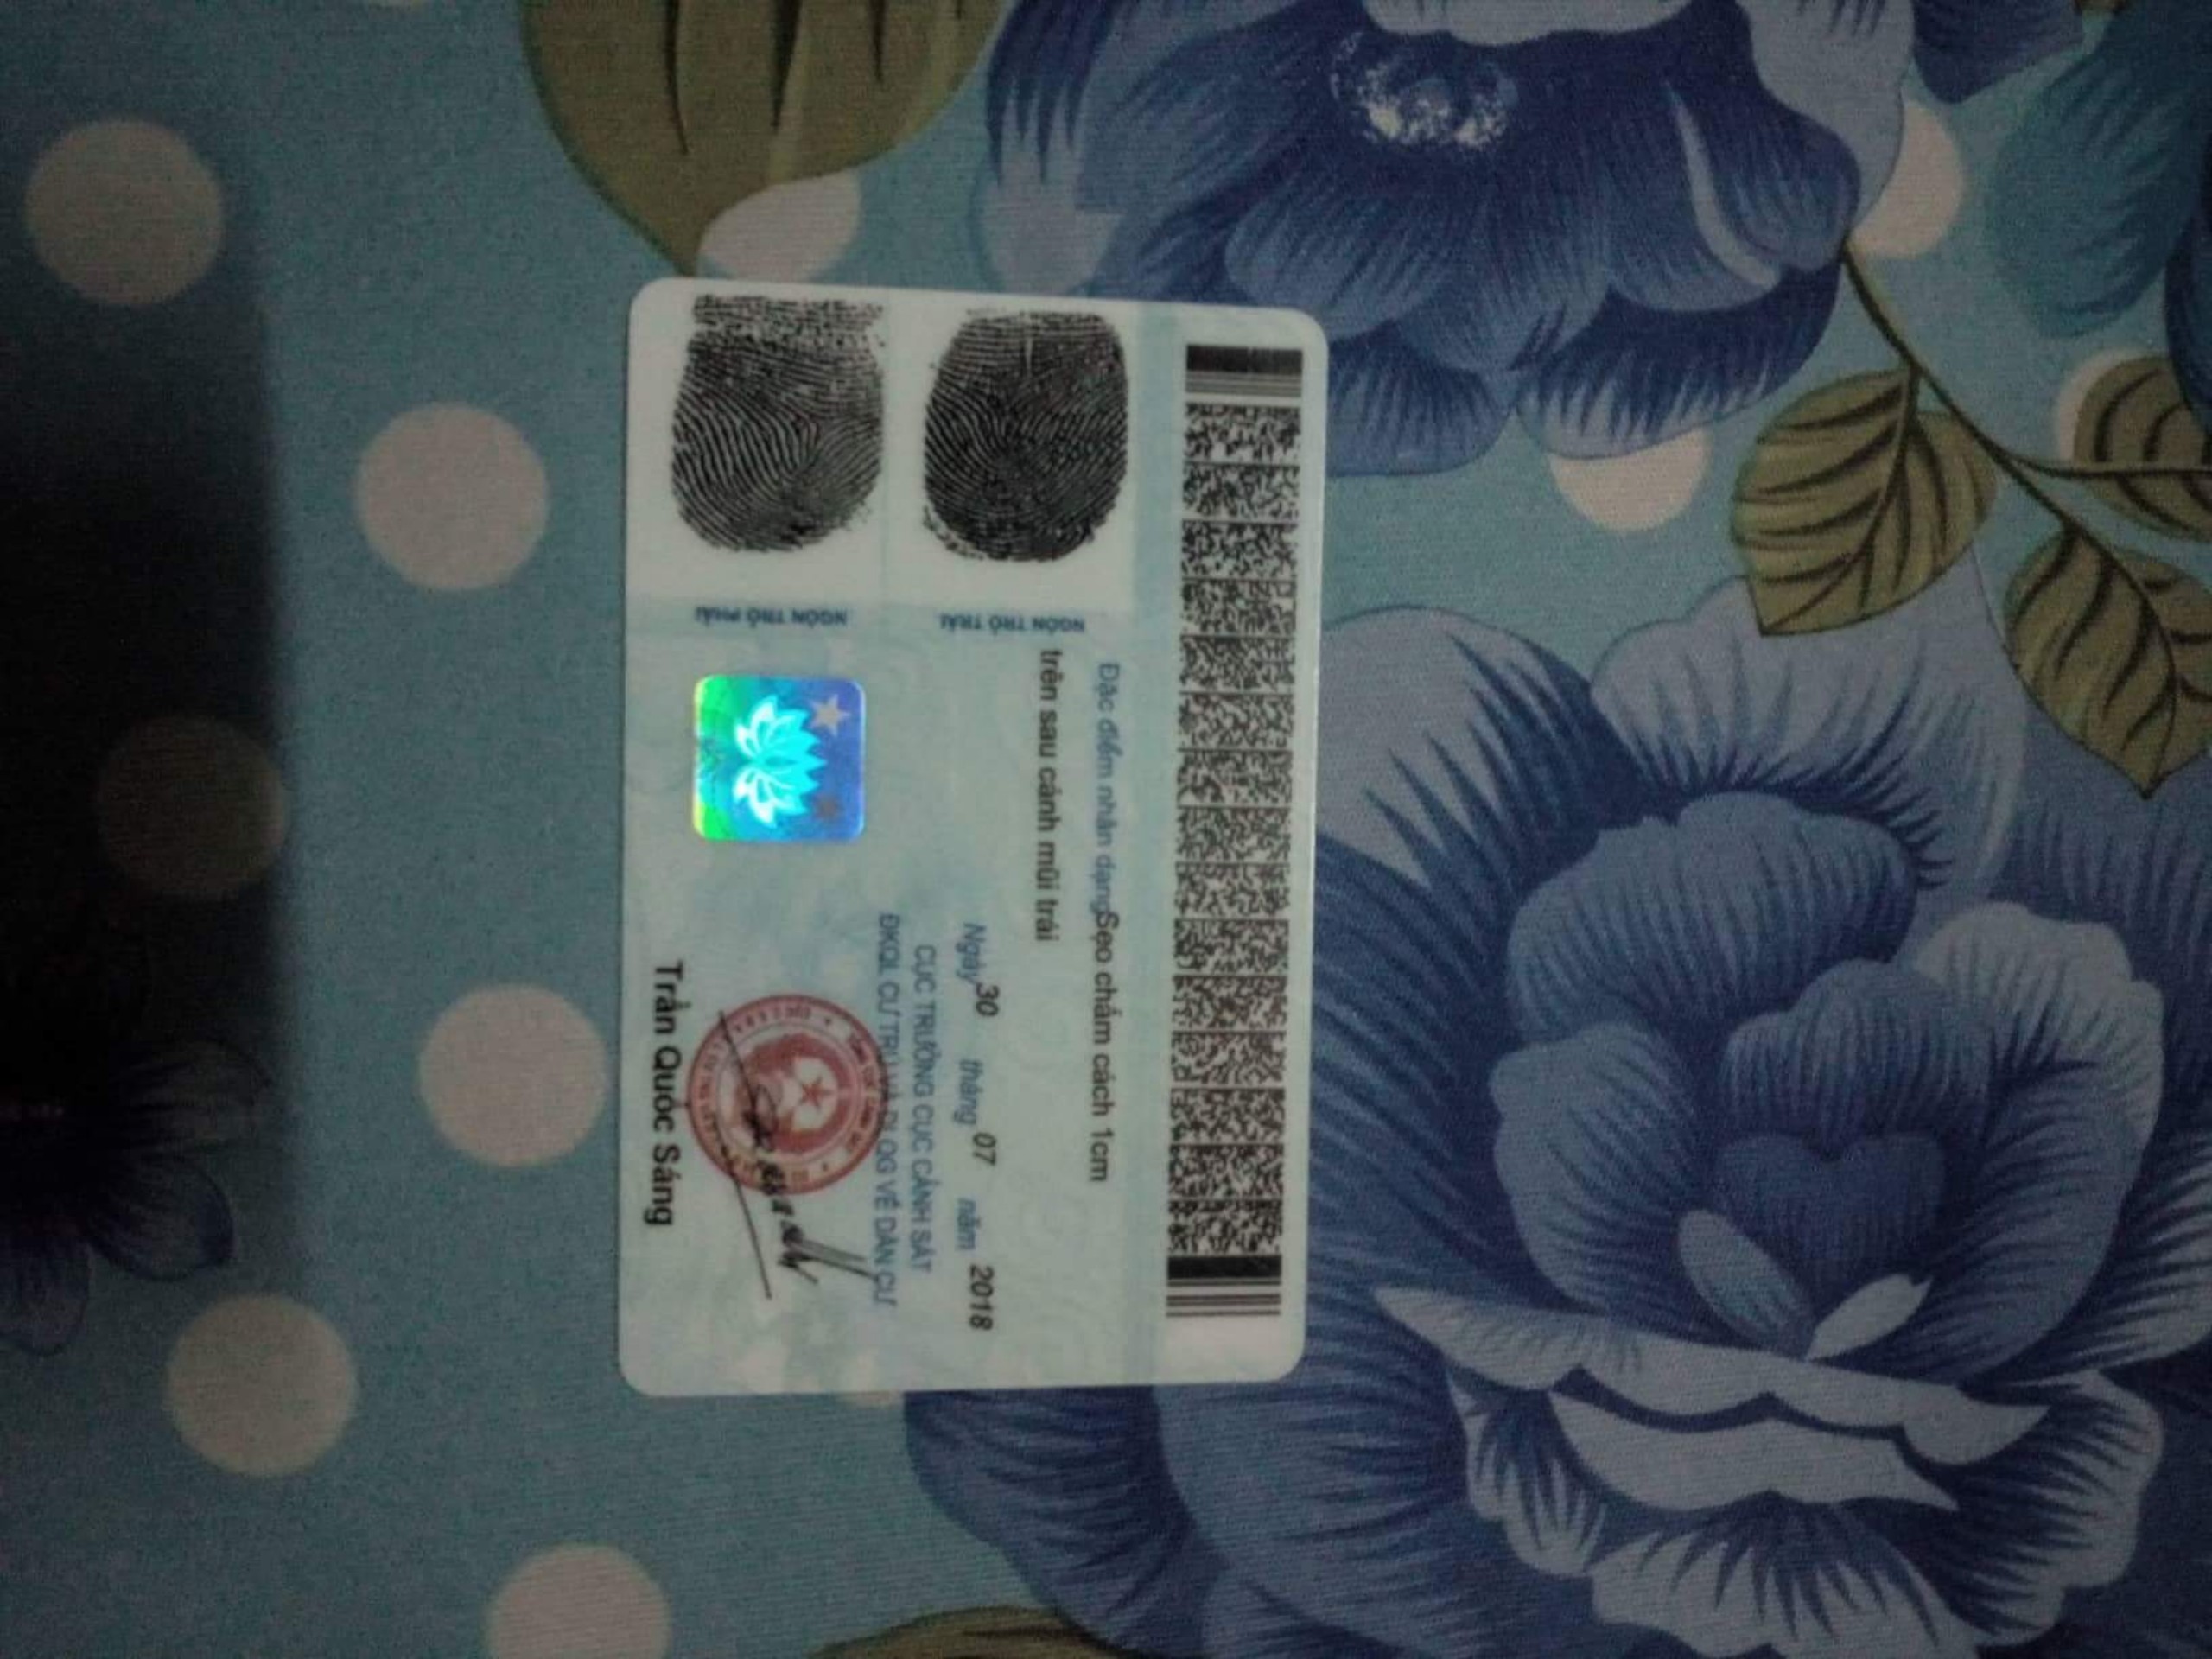 Đặc điểm nhân dạng: Sẹo chấm cách 1cm
trên sau cánh mũi trái
NGÓN TRỎ TRÁI
NGÓN TRỎ PHẢI
Ngày 30 tháng 07 năm 2018
CỤC TRƯỞNG CỤC CẢNH SÁT
ĐKQL CƯ TRÚ VÀ DLQG VỀ DÂN CƯ
Trần Quốc Sáng